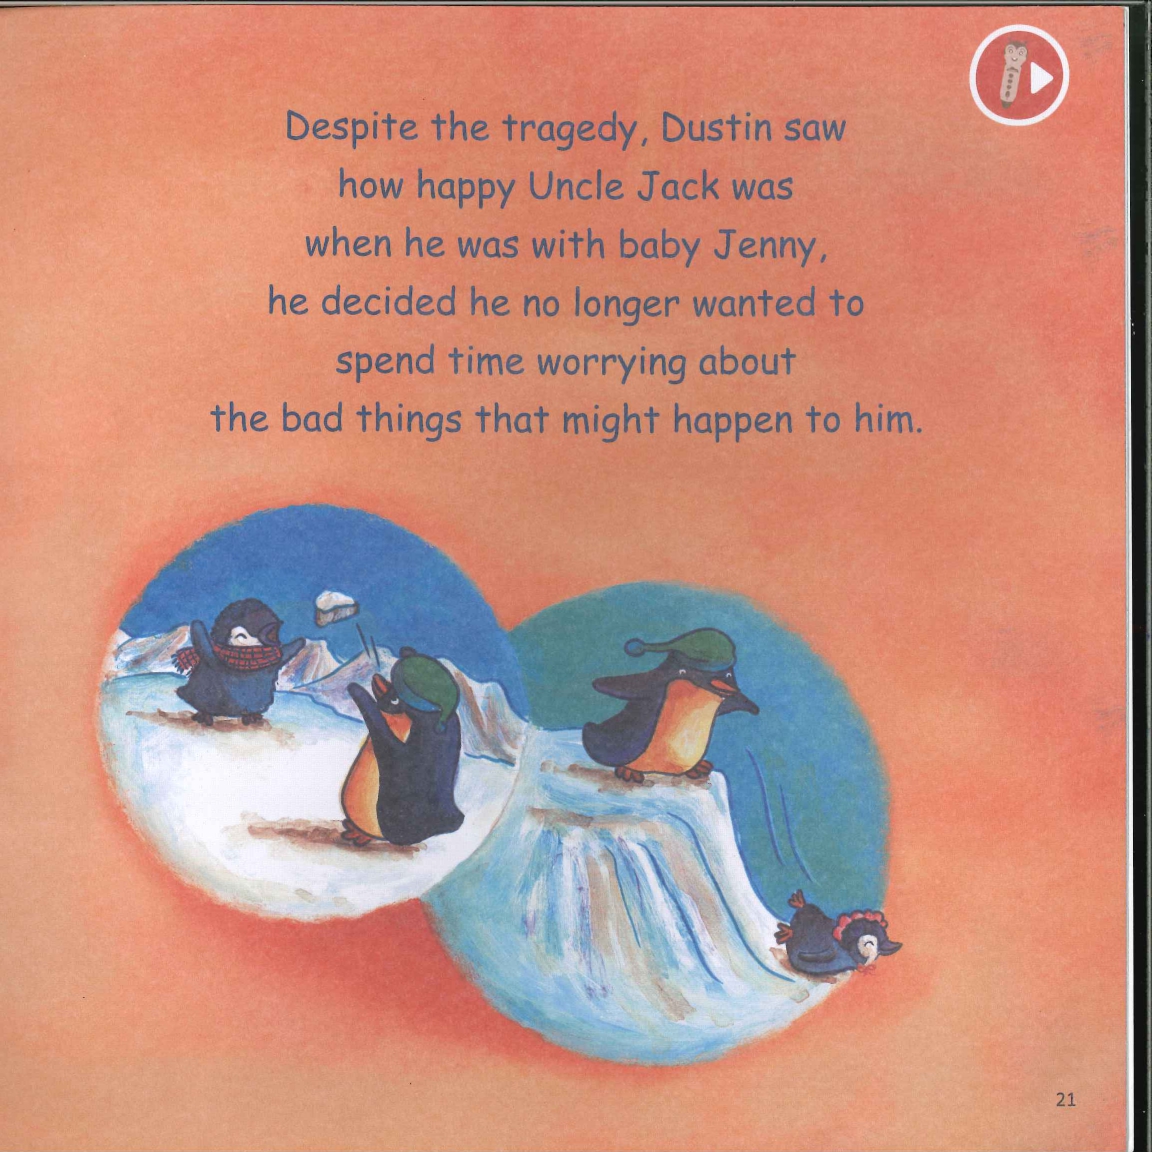 Despite the tragedy, Dustin saw
how happy Uncle Jack was
when he was with baby Jenny,
he decided he no longer wanted to
spend time worrying about
the bad things that might happen to him.
21